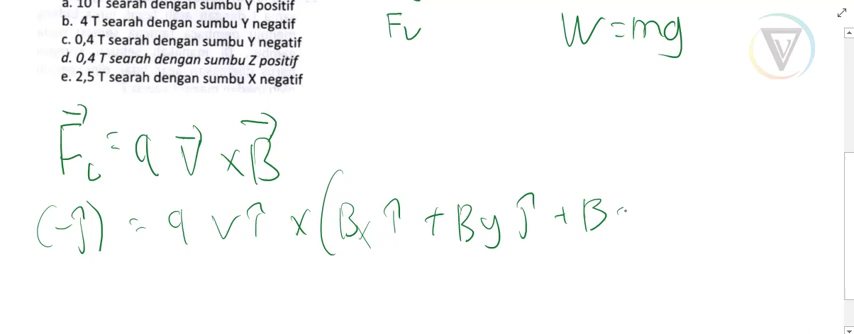 a. 10 T searah dengan sumbu Y positif
b. 4 T searah dengan sumbu Y negatif
c. 0,4 T searah dengan sumbu Y negatif
d. 0,4 T searah dengan sumbu Z positif
e. 2,5 T searah dengan sumbu X negatif
Fv
W = mg
F⃗c = q v⃗ × B⃗
(-ĵ) = q v î × (Bx î + By ĵ + B